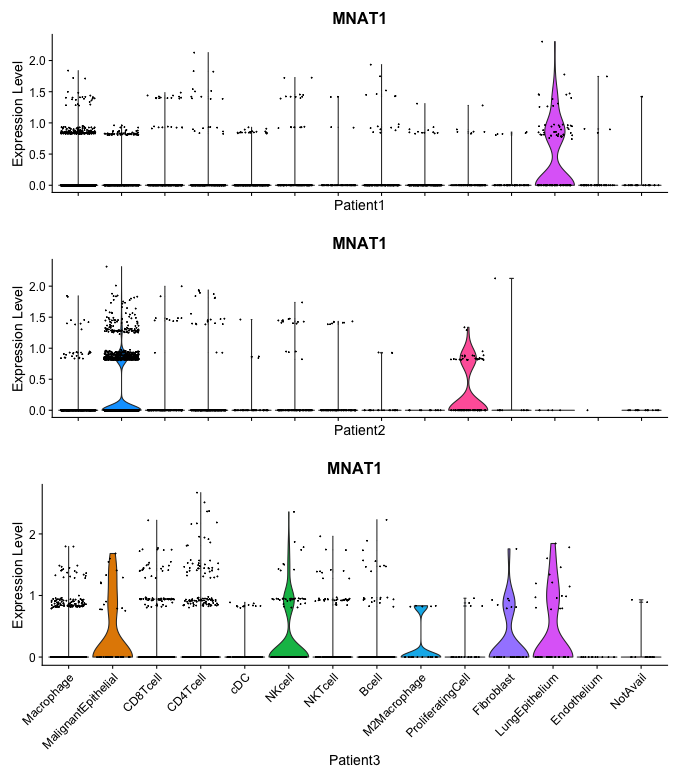 MNAT1
Expression Level
2.0
1.5
1.0
0.5
0.0
Patient1
MNAT1
Expression Level
2.0
1.5
1.0
0.5
0.0
Patient2
MNAT1
Expression Level
2
1
0
Macrophage
MalignantEpithelial
CD8Tcell
CD4Tcell
cDC
NKcell
NKTcell
Bcell
M2Macrophage
ProliferatingCell
Fibroblast
LungEpithelium
Endothelium
NotAvail
Patient3